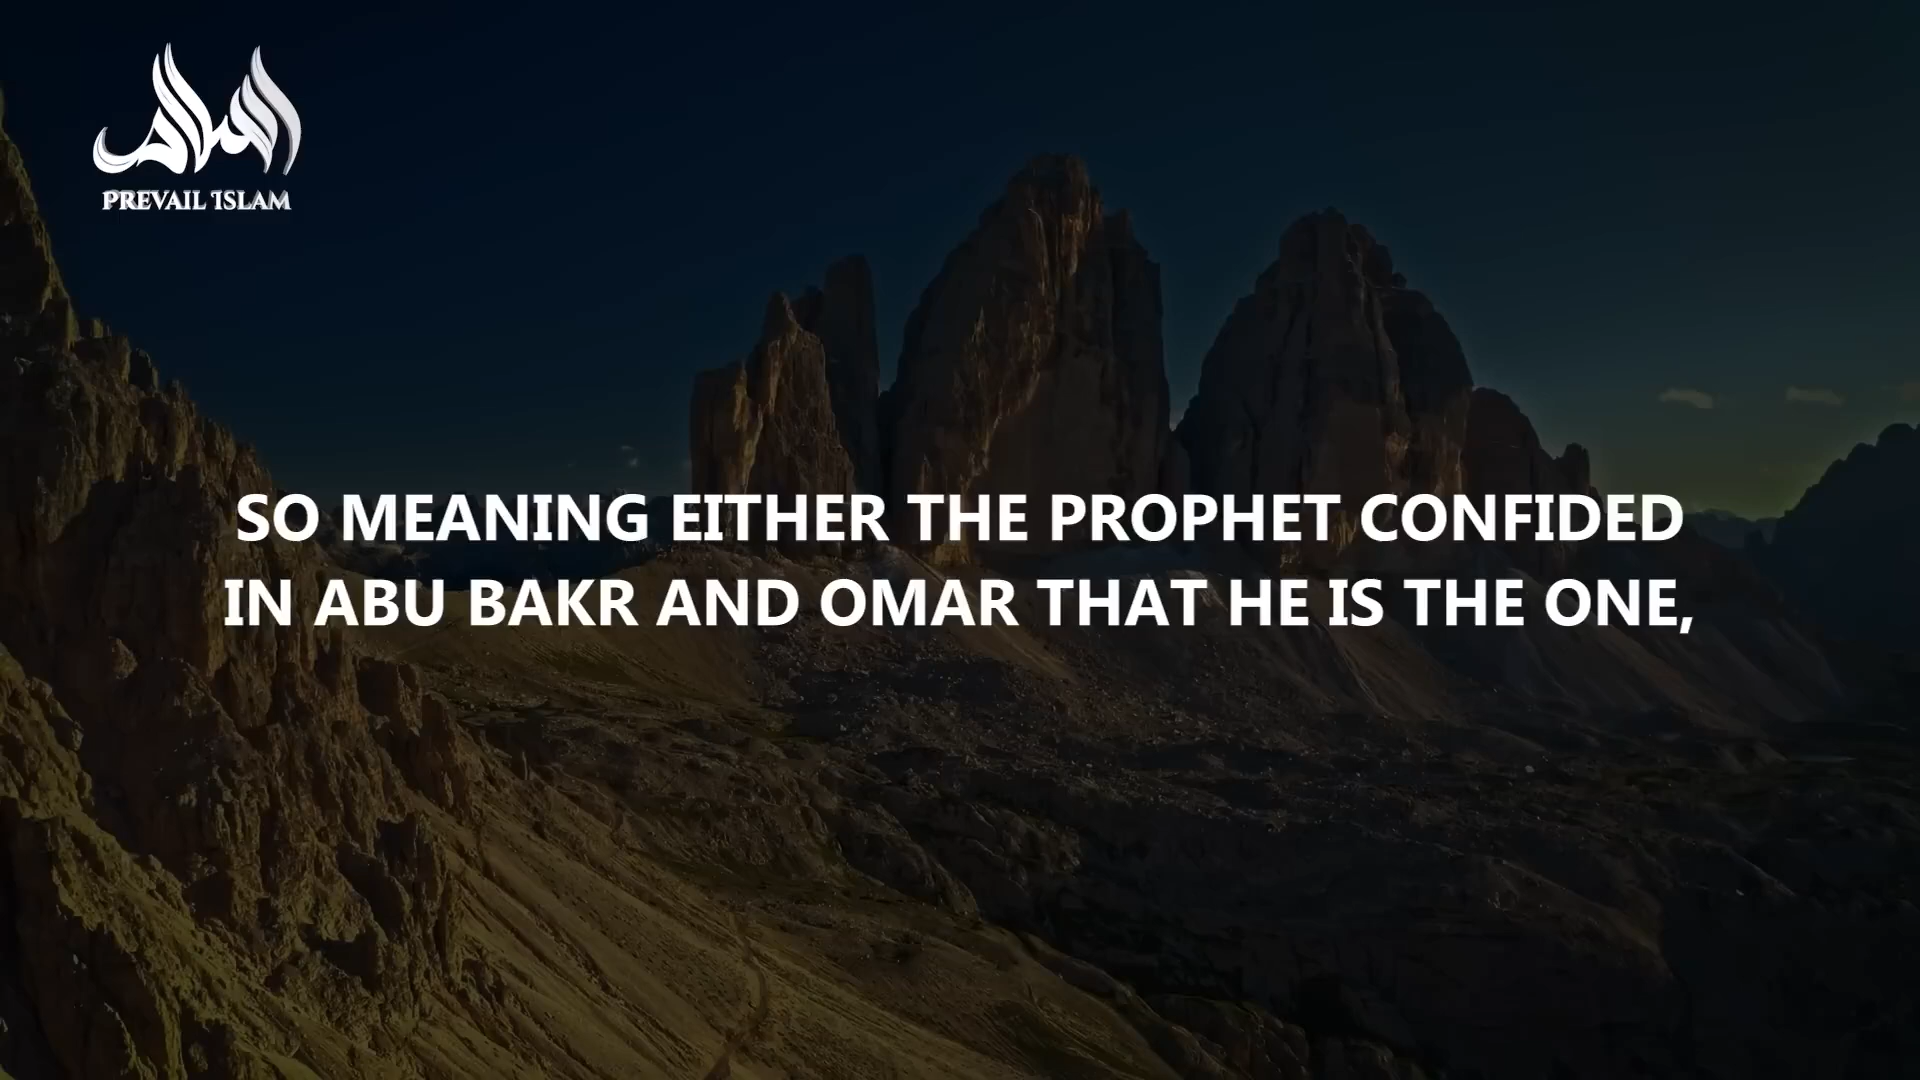 PREVAIL ISLAM
SO MEANING EITHER THE PROPHET CONFIDED
IN ABU BAKR AND OMAR THAT HE IS THE ONE,